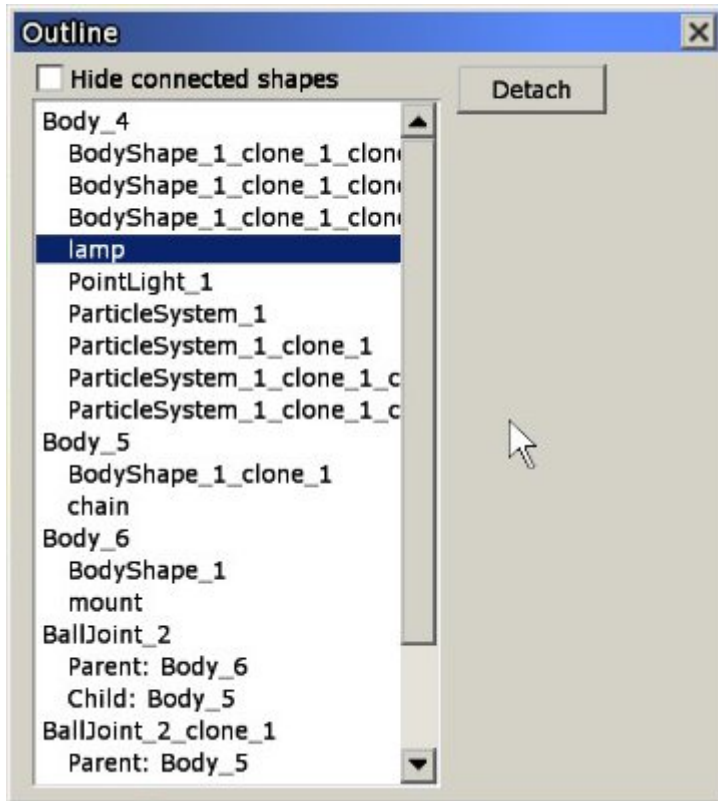 Outline
Hide connected shapes
Detach
Body_4
BodyShape_1_clone_1_clon
BodyShape_1_clone_1_clon
BodyShape_1_clone_1_clon
lamp
PointLight_1
ParticleSystem_1
ParticleSystem_1_clone_1
ParticleSystem_1_clone_1_c
ParticleSystem_1_clone_1_c
Body_5
BodyShape_1_clone_1
chain
Body_6
BodyShape_1
mount
BallJoint_2
Parent: Body_6
Child: Body_5
BallJoint_2_clone_1
Parent: Body_5